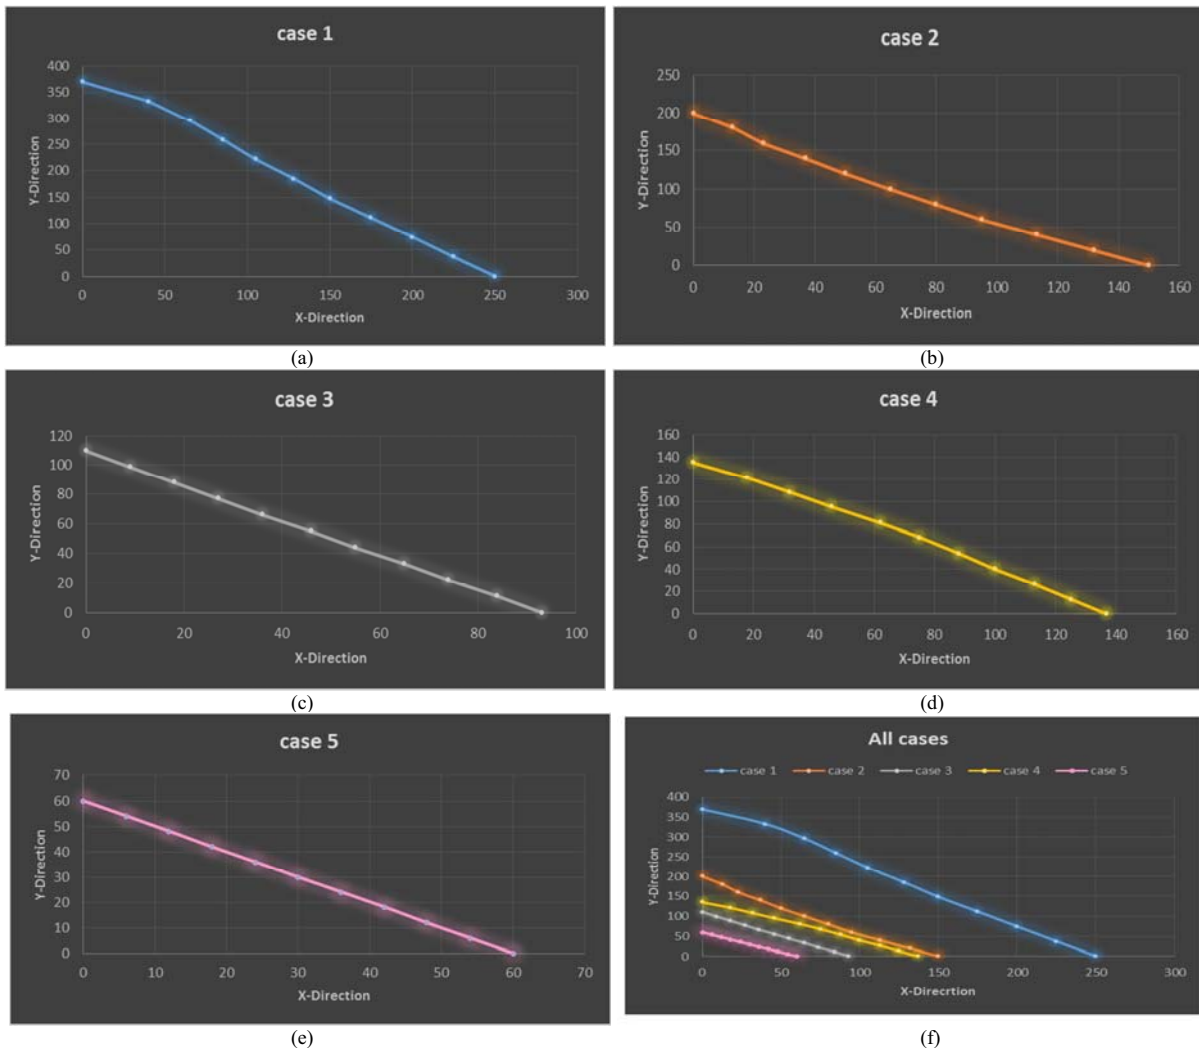 case 1
400
350
300
250
200
150
100
50
0
0 50 100 150 200 250 300
Y-Direction
X-Direction
(a)
case 2
250
200
150
100
50
0
0 20 40 60 80 100 120 140 160
Y-Direction
X-Direction
(b)
case 3
120
100
80
60
40
20
0
0 20 40 60 80 100
Y-Direction
X-Direction
(c)
case 4
160
140
120
100
80
60
40
20
0
0 20 40 60 80 100 120 140 160
Y-Direction
X-Direction
(d)
case 5
70
60
50
40
30
20
10
0
0 10 20 30 40 50 60 70
Y-Direction
X-Direction
(e)
All cases
case 1 case 2 case 3 case 4 case 5
400
350
300
250
200
150
100
50
0
0 50 100 150 200 250 300
Y-Direction
X-Direcrtion
(f)